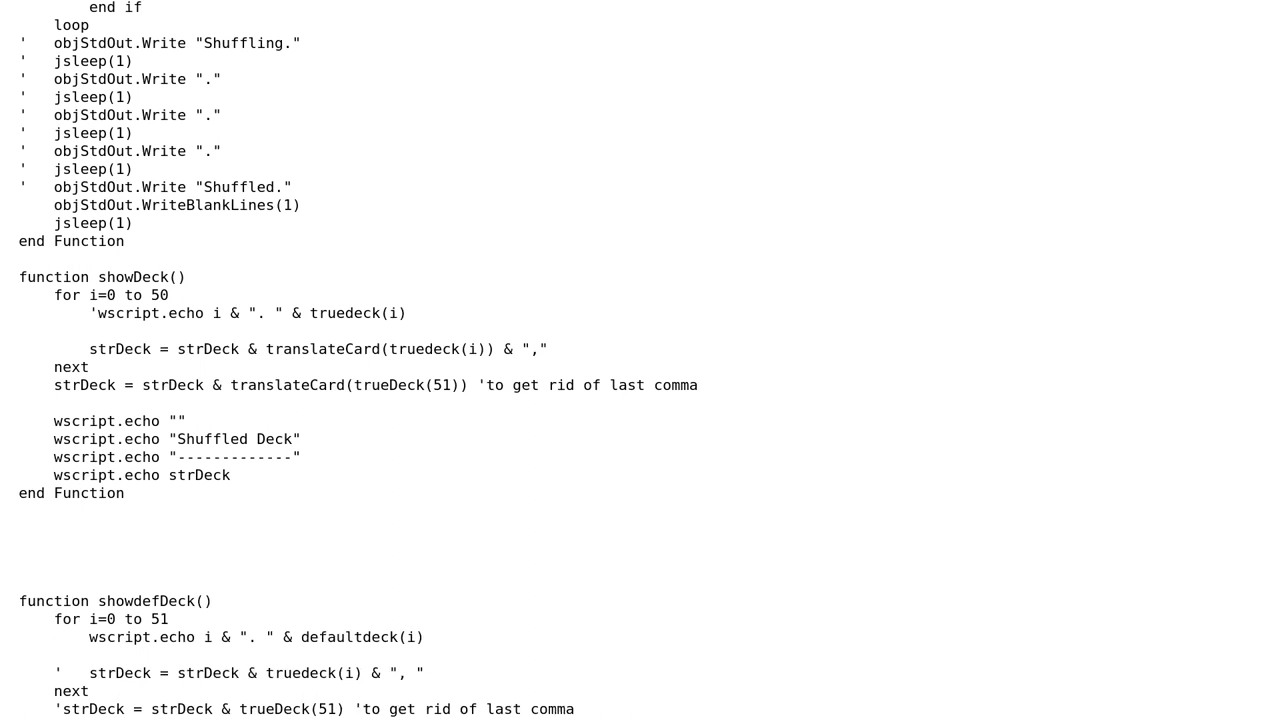 end if
    loop
'   objStdOut.Write "Shuffling."
'   jsleep(1)
'   objStdOut.Write "."
'   jsleep(1)
'   objStdOut.Write "."
'   jsleep(1)
'   objStdOut.Write "."
'   jsleep(1)
'   objStdOut.Write "Shuffled."
    objStdOut.WriteBlankLines(1)
    jsleep(1)
end Function

function showDeck()
    for i=0 to 50
        'wscript.echo i & ". " & truedeck(i)

        strDeck = strDeck & translateCard(truedeck(i)) & ","
    next
    strDeck = strDeck & translateCard(trueDeck(51)) 'to get rid of last comma

    wscript.echo ""
    wscript.echo "Shuffled Deck"
    wscript.echo "-------------"
    wscript.echo strDeck
end Function

function showdefDeck()
    for i=0 to 51
        wscript.echo i & ". " & defaultdeck(i)

    '   strDeck = strDeck & truedeck(i) & ", "
    next
    'strDeck = strDeck & trueDeck(51) 'to get rid of last comma